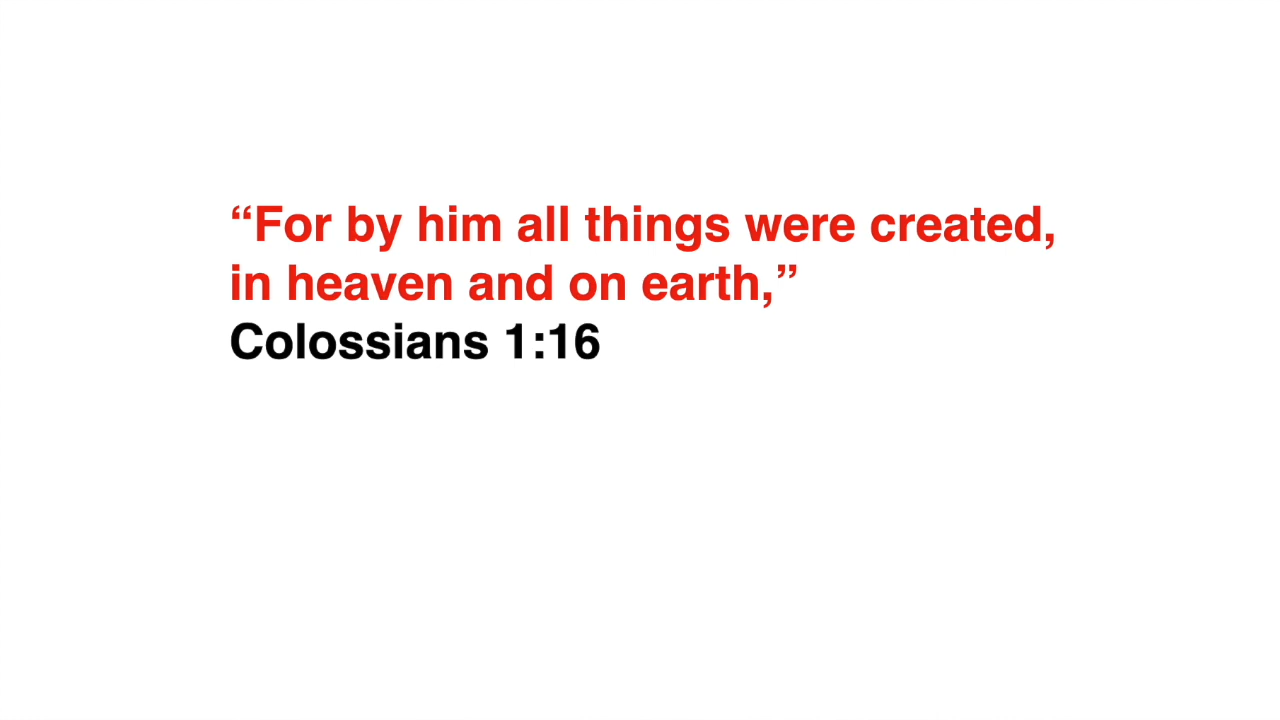 “For by him all things were created,
in heaven and on earth,”
Colossians 1:16